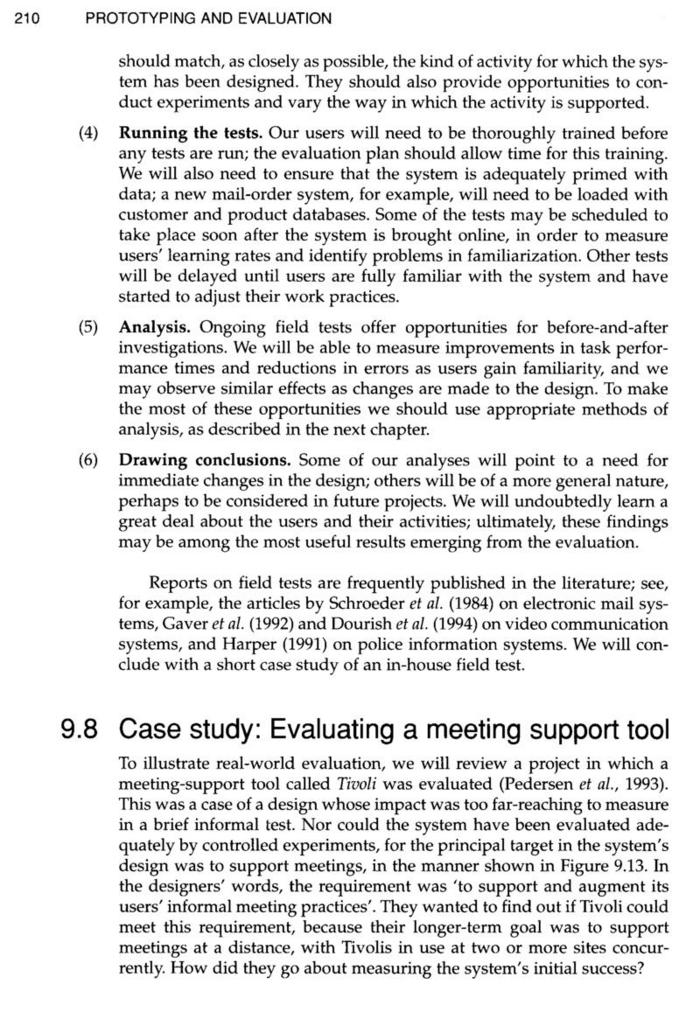 210 PROTOTYPING AND EVALUATION
should match, as closely as possible, the kind of activity for which the sys-
tem has been designed. They should also provide opportunities to con-
duct experiments and vary the way in which the activity is supported.
(4) Running the tests. Our users will need to be thoroughly trained before
any tests are run; the evaluation plan should allow time for this training.
We will also need to ensure that the system is adequately primed with
data; a new mail-order system, for example, will need to be loaded with
customer and product databases. Some of the tests may be scheduled to
take place soon after the system is brought online, in order to measure
users' learning rates and identify problems in familiarization. Other tests
will be delayed until users are fully familiar with the system and have
started to adjust their work practices.
(5) Analysis. Ongoing field tests offer opportunities for before-and-after
investigations. We will be able to measure improvements in task perfor-
mance times and reductions in errors as users gain familiarity, and we
may observe similar effects as changes are made to the design. To make
the most of these opportunities we should use appropriate methods of
analysis, as described in the next chapter.
(6) Drawing conclusions. Some of our analyses will point to a need for
immediate changes in the design; others will be of a more general nature,
perhaps to be considered in future projects. We will undoubtedly learn a
great deal about the users and their activities; ultimately, these findings
may be among the most useful results emerging from the evaluation.
Reports on field tests are frequently published in the literature; see,
for example, the articles by Schroeder et al. (1984) on electronic mail sys-
tems, Gaver et al. (1992) and Dourish et al. (1994) on video communication
systems, and Harper (1991) on police information systems. We will con-
clude with a short case study of an in-house field test.
9.8 Case study: Evaluating a meeting support tool
To illustrate real-world evaluation, we will review a project in which a
meeting-support tool called Tivoli was evaluated (Pedersen et al., 1993).
This was a case of a design whose impact was too far-reaching to measure
in a brief informal test. Nor could the system have been evaluated ade-
quately by controlled experiments, for the principal target in the system's
design was to support meetings, in the manner shown in Figure 9.13. In
the designers' words, the requirement was 'to support and augment its
users' informal meeting practices'. They wanted to find out if Tivoli could
meet this requirement, because their longer-term goal was to support
meetings at a distance, with Tivolis in use at two or more sites concur-
rently. How did they go about measuring the system's initial success?